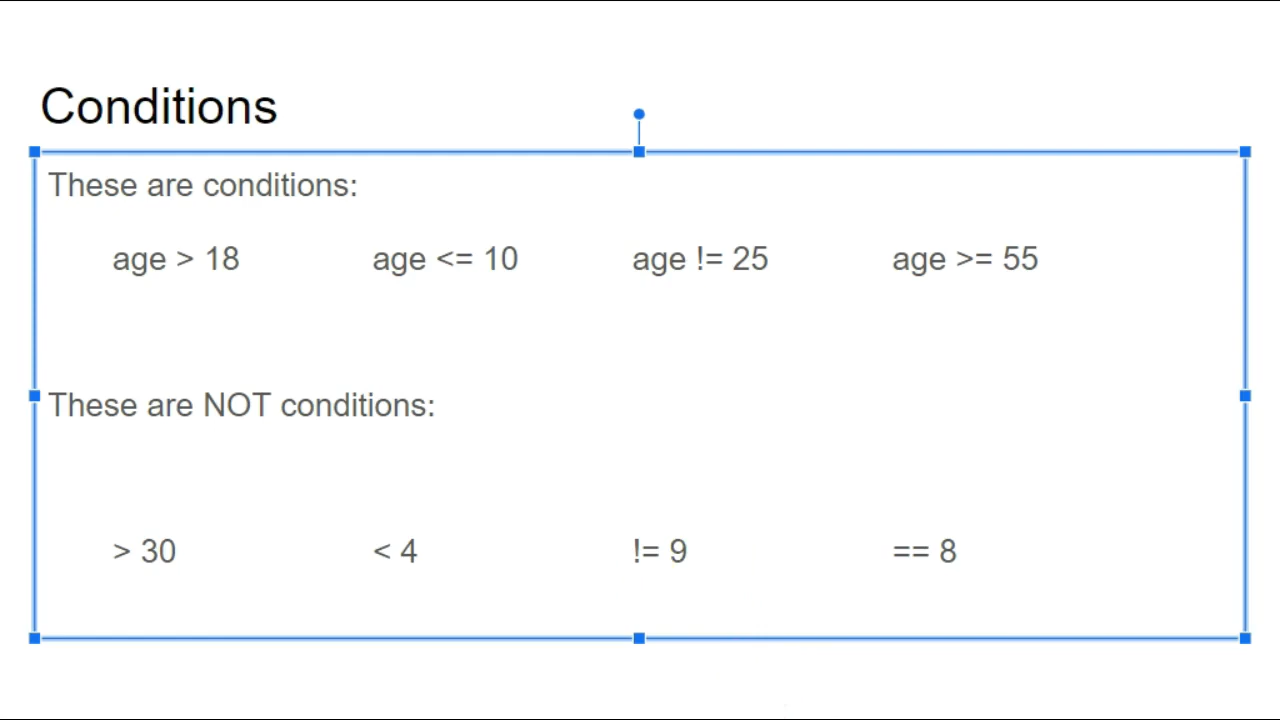 Conditions
These are conditions:
age > 18 age <= 10 age != 25 age >= 55
These are NOT conditions:
> 30 < 4 != 9 == 8